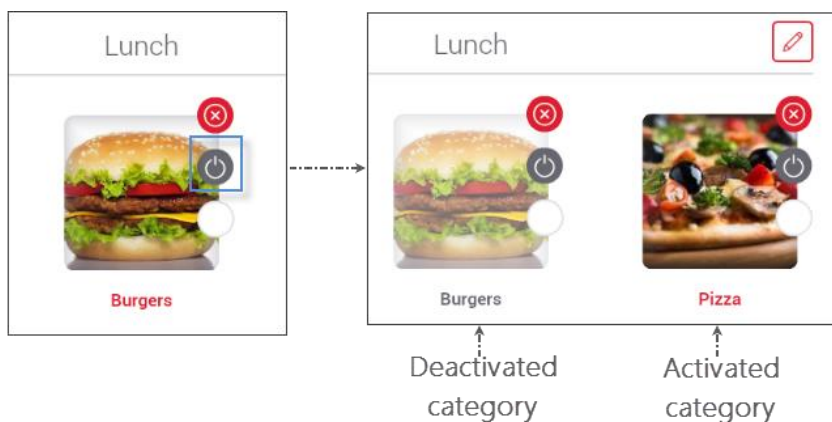 Lunch
Burgers
Lunch
Burgers
Pizza
Deactivated
category
Activated
category